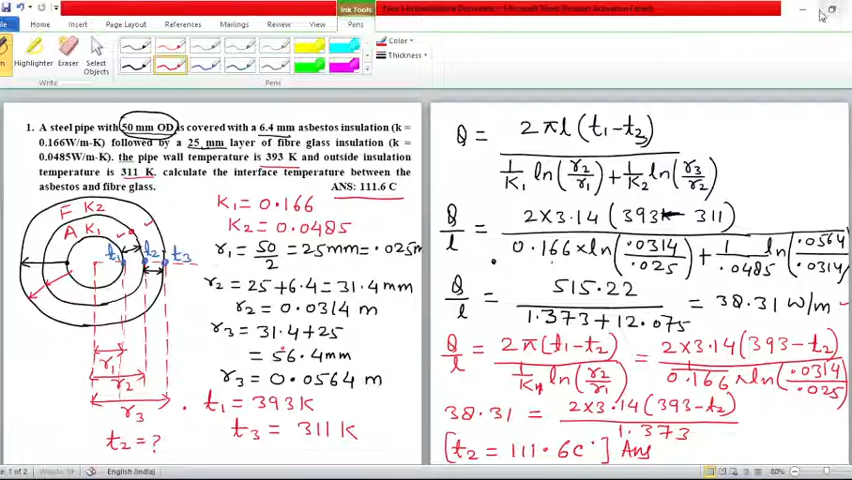 Ink Tools
File Home Insert Page Layout References Mailings Review View Pens
Highlighter Eraser Select Objects
Color
Thickness
Write
Pens
1. A steel pipe with 50 mm OD is covered with a 6.4 mm asbestos insulation (k =
0.166W/m-K) followed by a 25 mm layer of fibre glass insulation (k =
0.0485W/m-K). the pipe wall temperature is 393 K and outside insulation
temperature is 311 K. calculate the interface temperature between the
asbestos and fibre glass. ANS: 111.6 C
F K2
A K1
t1 t2 t3
r1
r2
r3
t2 = ?
K1 = 0.166
K2 = 0.0485
r1 = 50/2 = 25mm = .025m
r2 = 25+6.4 = 31.4mm
r2 = 0.0314 m
r3 = 31.4+25
= 56.4mm
r3 = 0.0564 m
t1 = 393K
t3 = 311 K
Q = 2πl(t1-t2) / 1/K1 ln(r2/r1) + 1/K2 ln(r3/r2)
Q/l = 2×3.14(393 - 311) / 0.166×ln(.0314/.025) + 1/.0485 ln(.0564/.0314)
Q/l = 515.22 / 1.373+12.075 = 38.31 W/m
Q/l = 2π(t1-t2) / 1/K1 ln(r2/r1) = 2×3.14(393-t2) / 1/0.166 × ln(.0314/.025)
38.31 = 2×3.14(393-t2) / 1.373
[t2 = 111.6c°] Ans
1 of 2
English (India)
80%